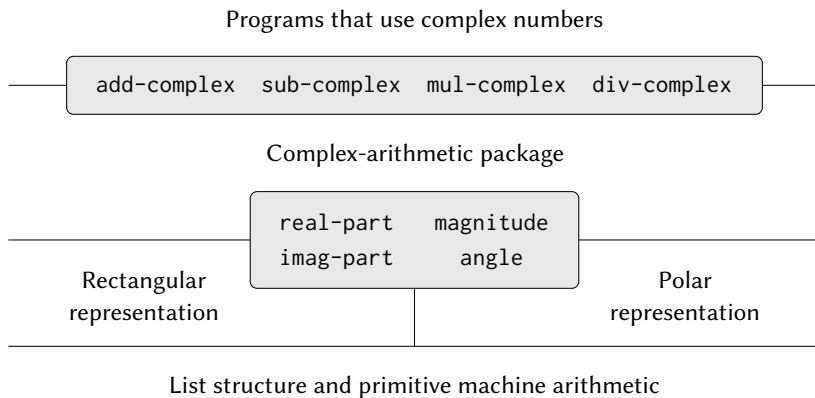 Programs that use complex numbers
add-complex sub-complex mul-complex div-complex
Complex-arithmetic package
real-part magnitude
imag-part angle
Rectangular
representation
Polar
representation
List structure and primitive machine arithmetic